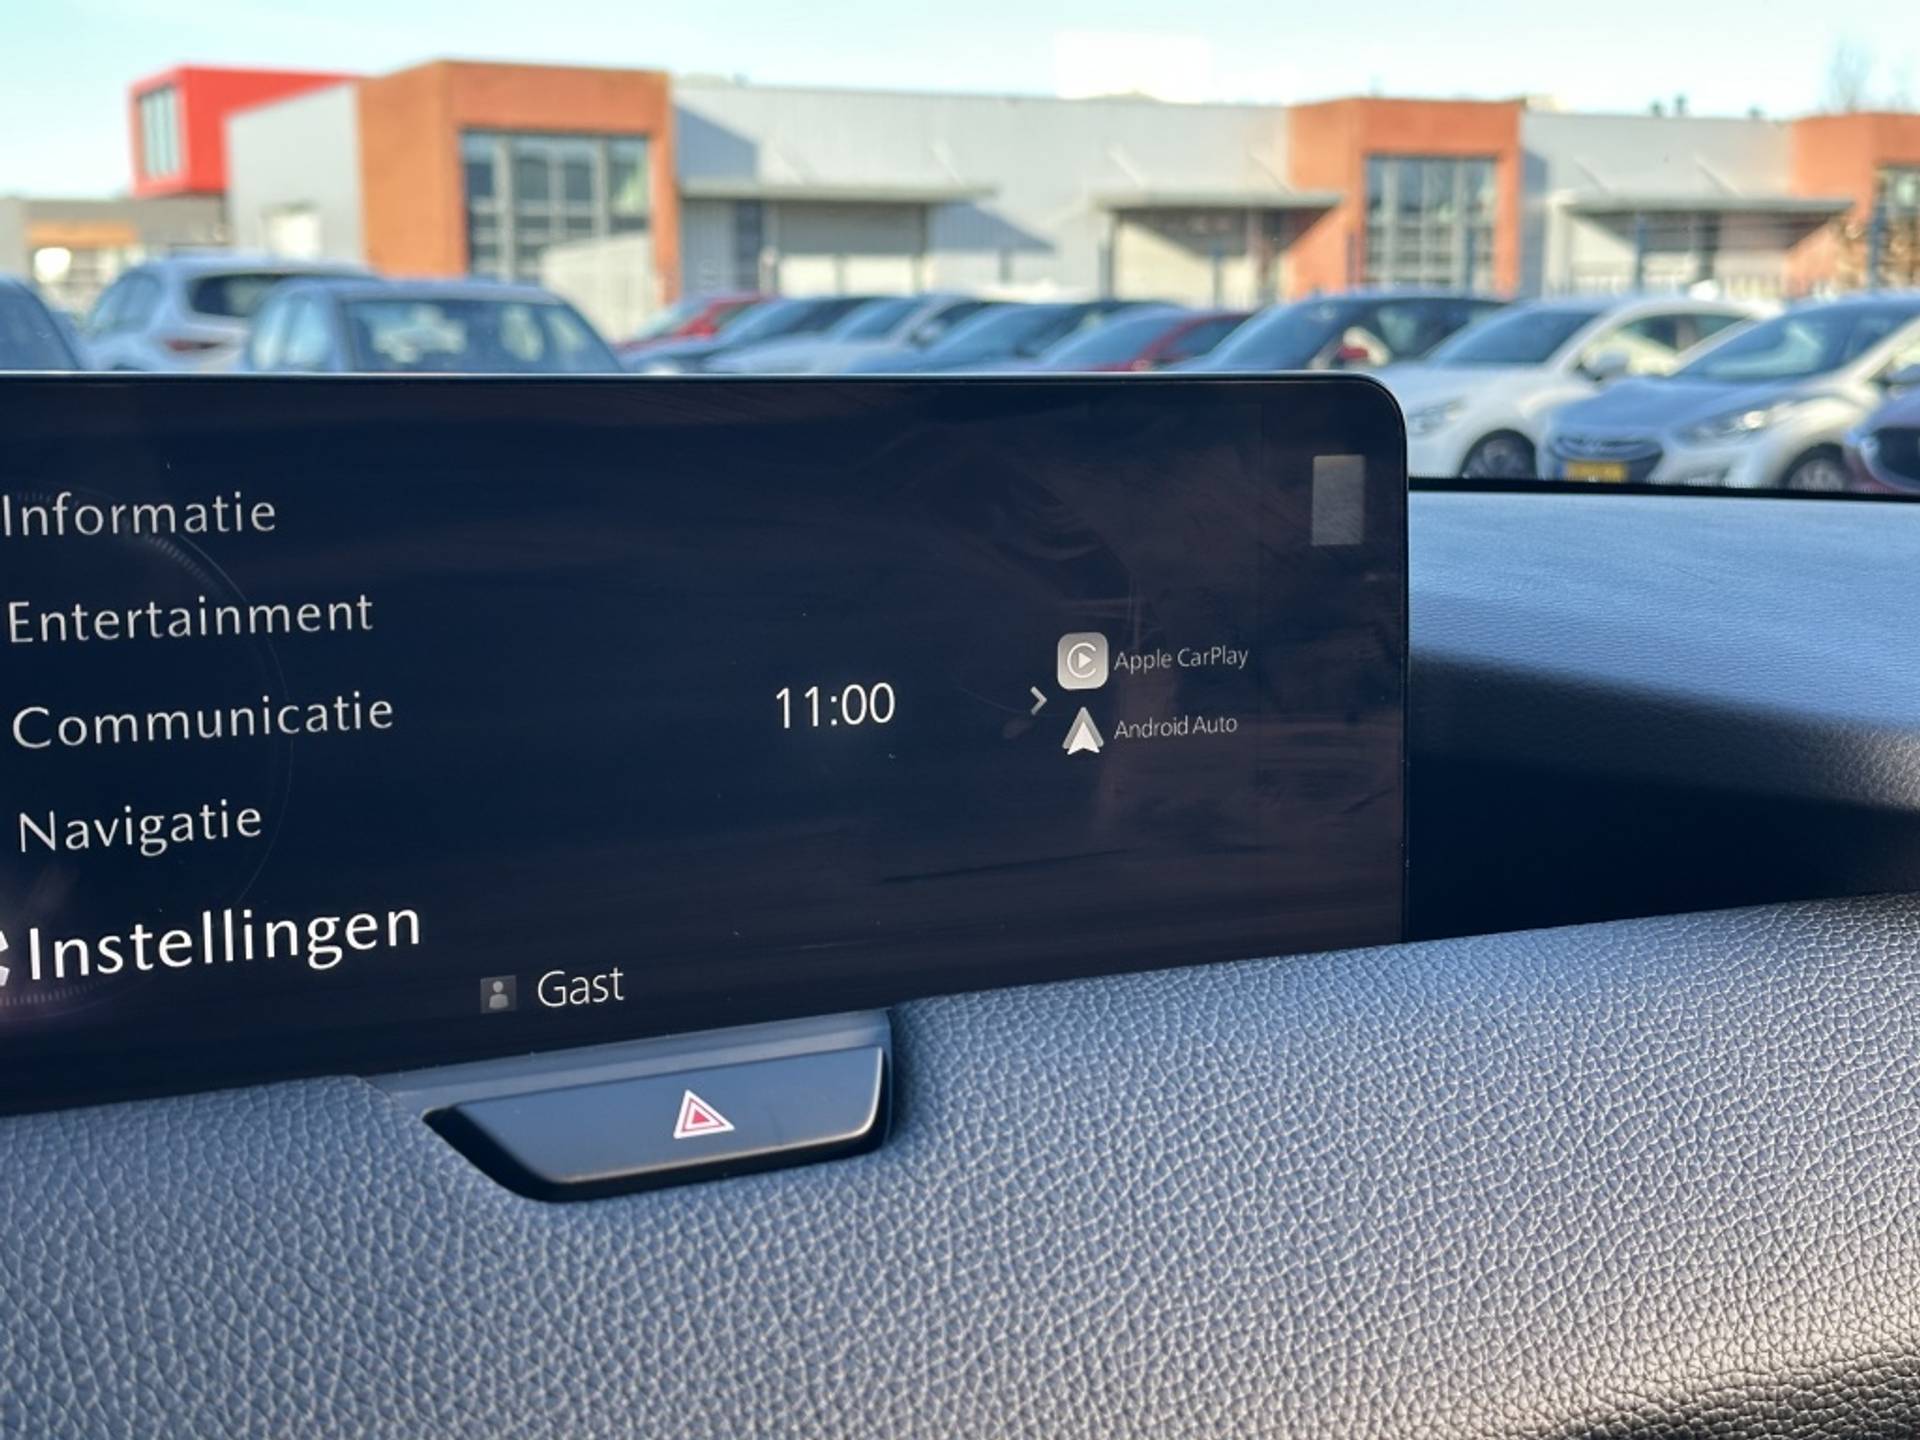 Informatie
Entertainment
Communicatie
Navigatie
Instellingen
11:00
Apple CarPlay
Android Auto
Gast